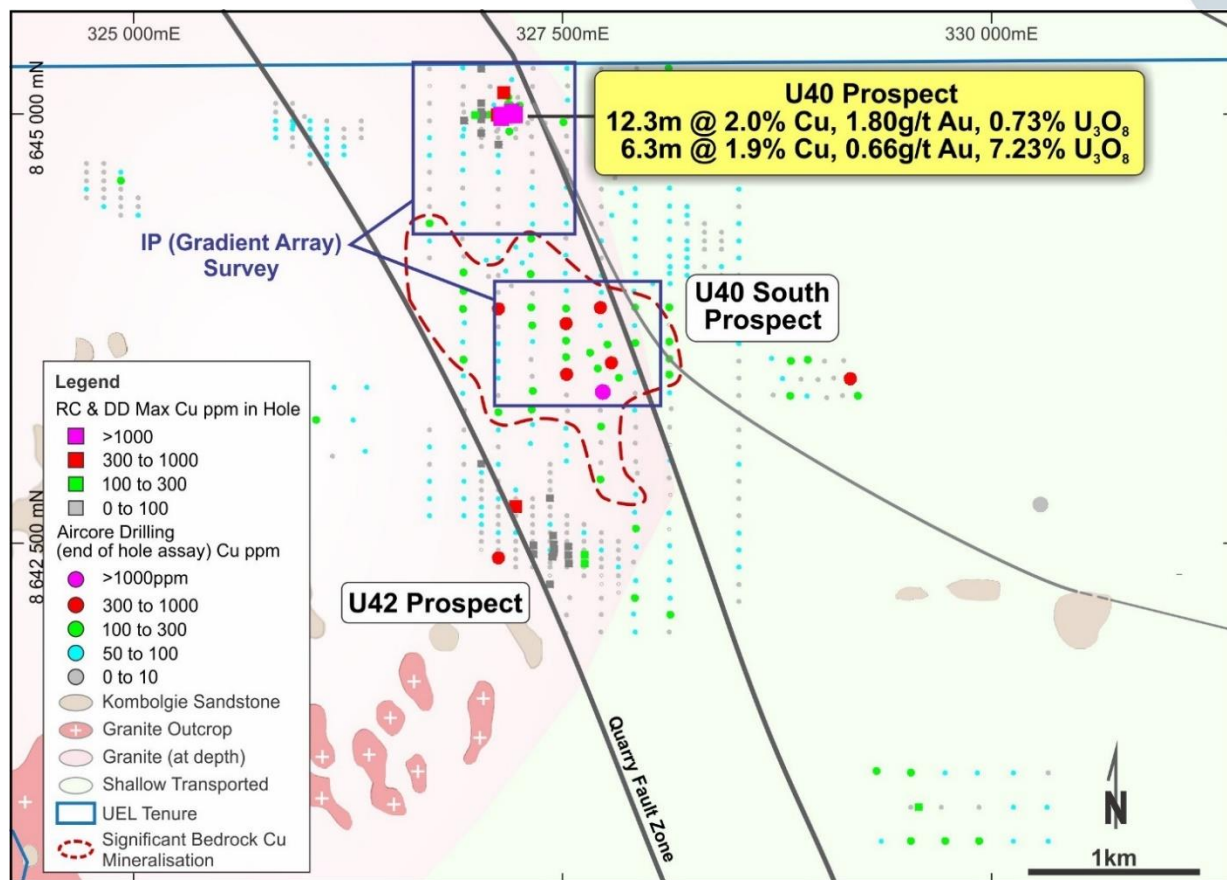 325 000mE
327 500mE
330 000mE
8 645 000 mN
8 642 500 mN
U40 Prospect
12.3m @ 2.0% Cu, 1.80g/t Au, 0.73% U₃O₈
6.3m @ 1.9% Cu, 0.66g/t Au, 7.23% U₃O₈
IP (Gradient Array)
Survey
U40 South
Prospect
U42 Prospect
Quarry Fault Zone
Legend
RC & DD Max Cu ppm in Hole
>1000
300 to 1000
100 to 300
0 to 100
Aircore Drilling
(end of hole assay) Cu ppm
>1000ppm
300 to 1000
100 to 300
50 to 100
0 to 10
Kombolgie Sandstone
Granite Outcrop
Granite (at depth)
Shallow Transported
UEL Tenure
Significant Bedrock Cu
Mineralisation
N
1km